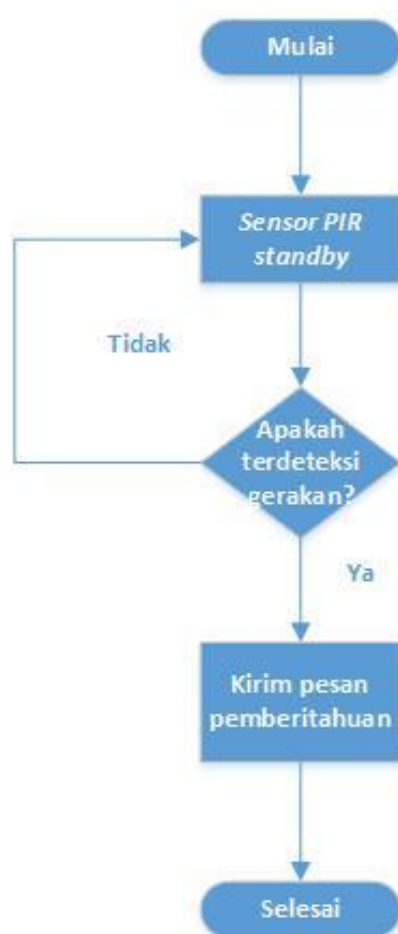 Mulai
Sensor PIR
standby
Tidak
Apakah
terdeteksi
gerakan?
Ya
Kirim pesan
pemberitahuan
Selesai